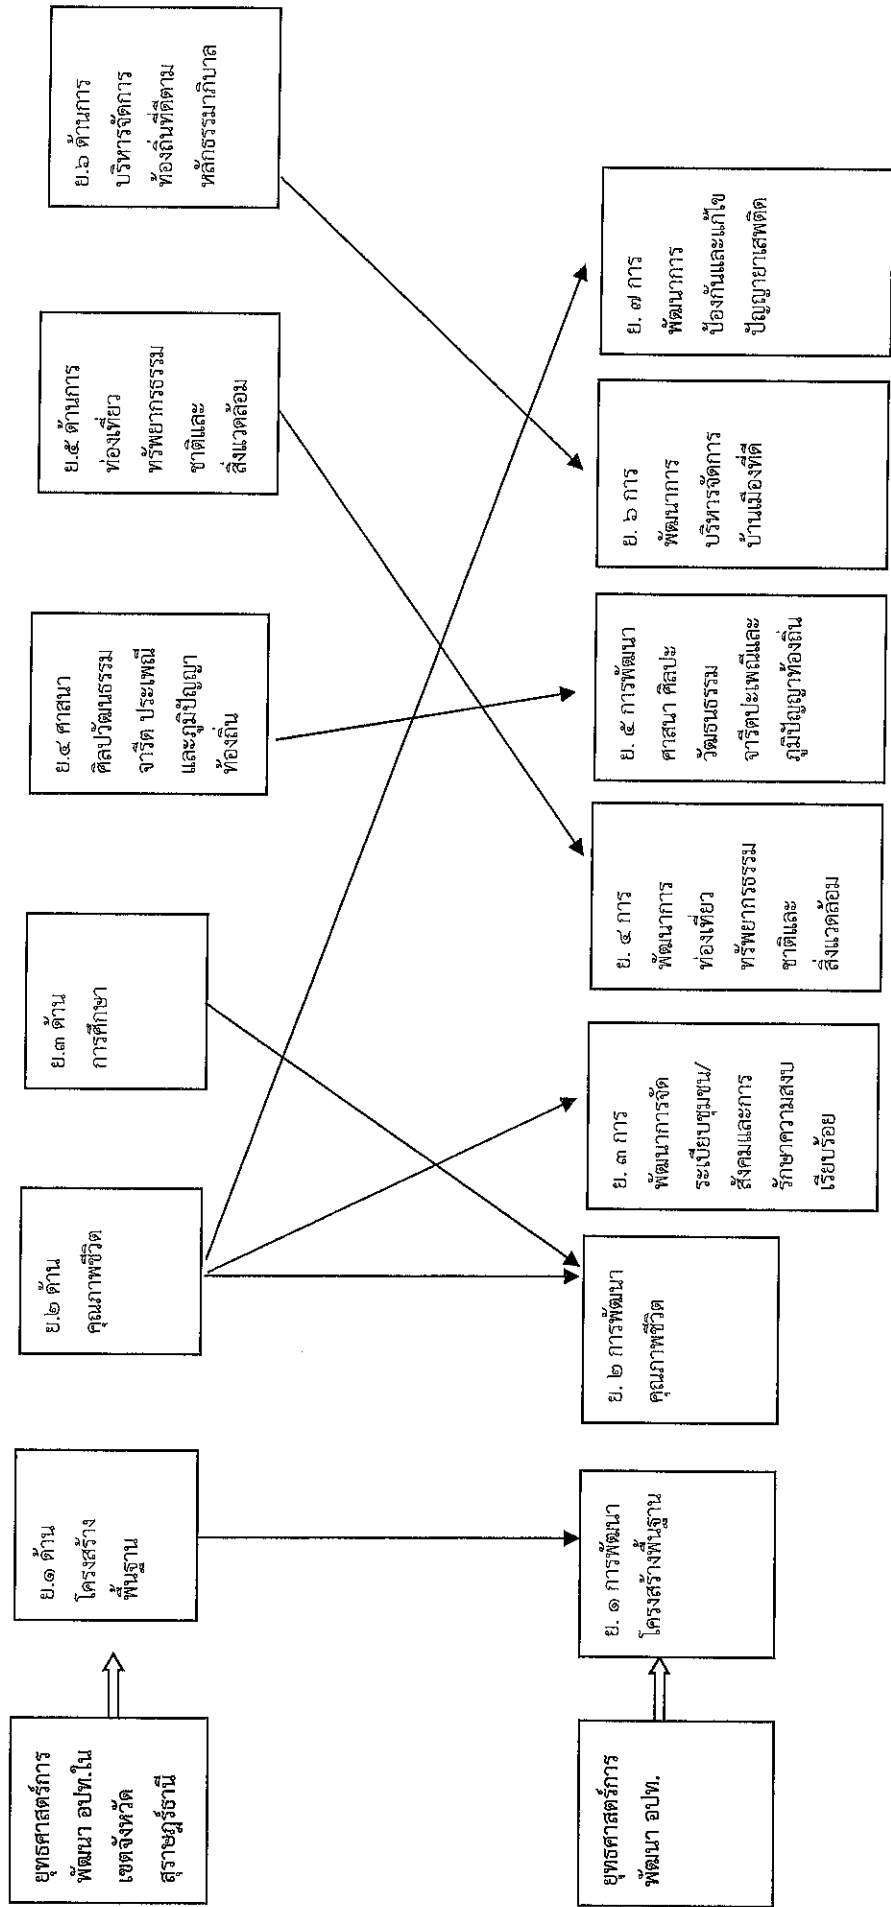 ยุทธศาสตร์การ
พัฒนา อปท.ใน
เขตจังหวัด
สุราษฎร์ธานี
ย.๑ ด้าน
โครงสร้าง
พื้นฐาน
ย.๒ ด้าน
คุณภาพชีวิต
ย.๓ ด้าน
การศึกษา
ย.๔ ศาสนา
ศิลปวัฒนธรรม
จารีต ประเพณี
และภูมิปัญญา
ท้องถิ่น
ย.๕ ด้านการ
ท่องเที่ยว
ทรัพยากรธรรม
ชาติและ
สิ่งแวดล้อม
ย.๖ ด้านการ
บริหารจัดการ
ท้องถิ่นที่ดีตาม
หลักธรรมาภิบาล
ยุทธศาสตร์การ
พัฒนา อปท.
ย. ๑ การพัฒนา
โครงสร้างพื้นฐาน
ย. ๒ การพัฒนา
คุณภาพชีวิต
ย. ๓ การ
พัฒนาการจัด
ระเบียบชุมชน/
สังคมและการ
รักษาความสงบ
เรียบร้อย
ย. ๔ การ
พัฒนาการ
ท่องเที่ยว
ทรัพยากรธรรม
ชาติและ
สิ่งแวดล้อม
ย. ๕ การพัฒนา
ศาสนา ศิลปะ
วัฒนธรรม
จารีตปะเพณีและ
ภูมิปัญญาท้องถิ่น
ย. ๖ การ
พัฒนาการ
บริหารจัดการ
บ้านเมืองที่ดี
ย. ๗ การ
พัฒนาการ
ป้องกันและแก้ไข
ปัญญายาเสพติด